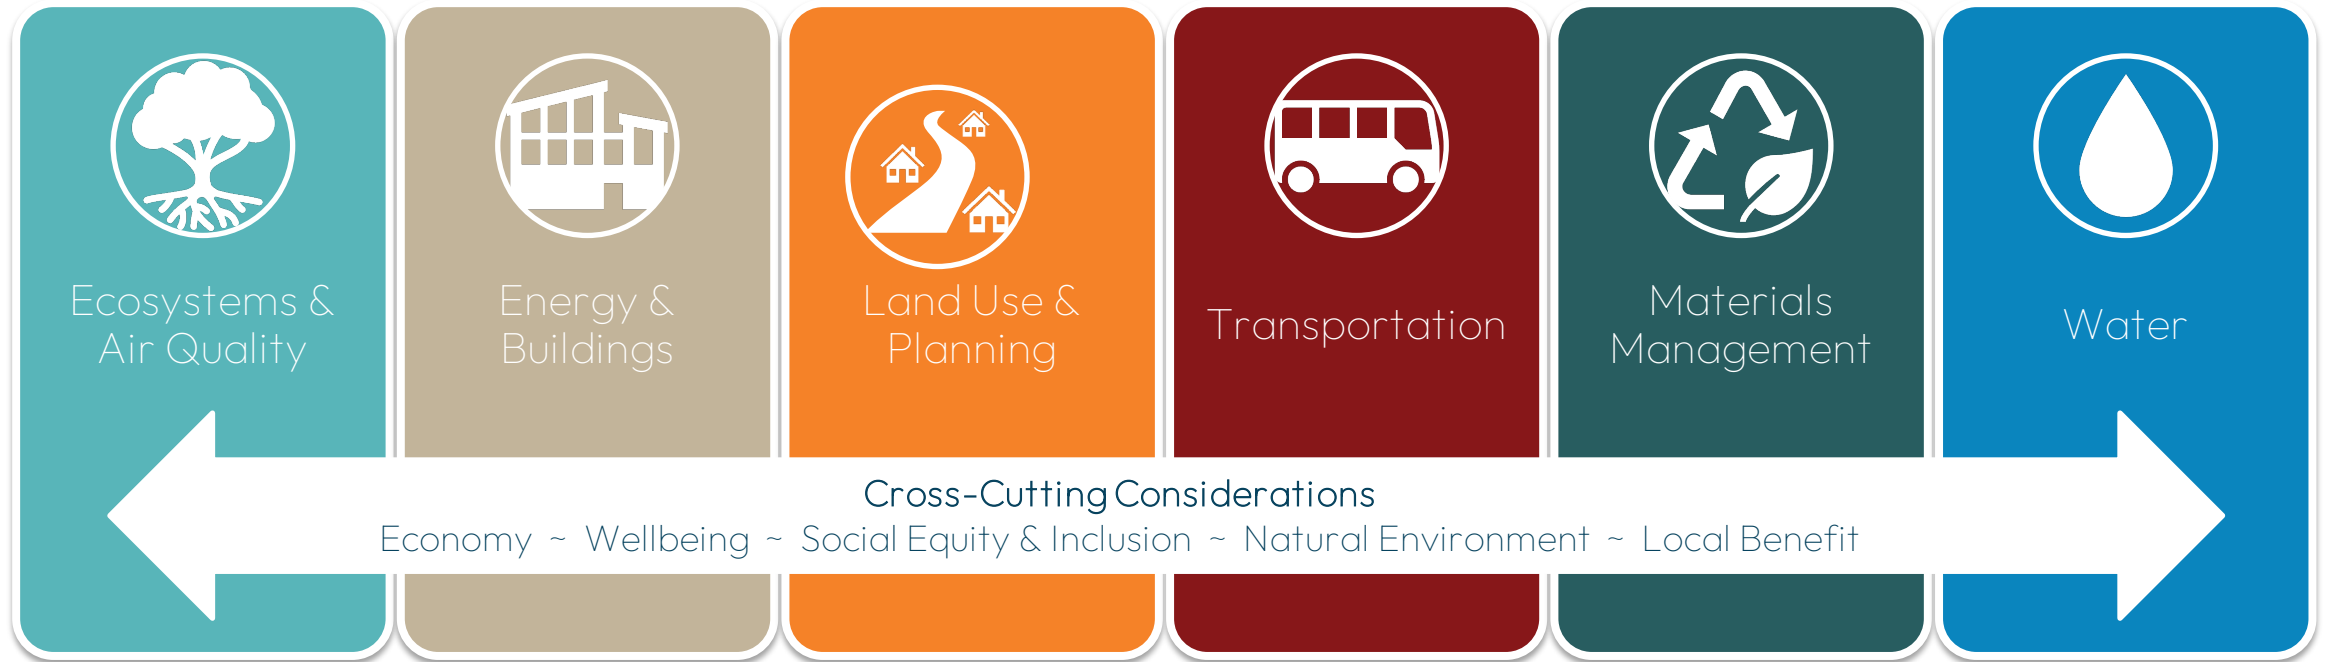 Ecosystems &
Air Quality
Energy &
Buildings
Land Use &
Planning
Transportation
Materials
Management
Water
Cross-Cutting Considerations
Economy ~ Wellbeing ~ Social Equity & Inclusion ~ Natural Environment ~ Local Benefit